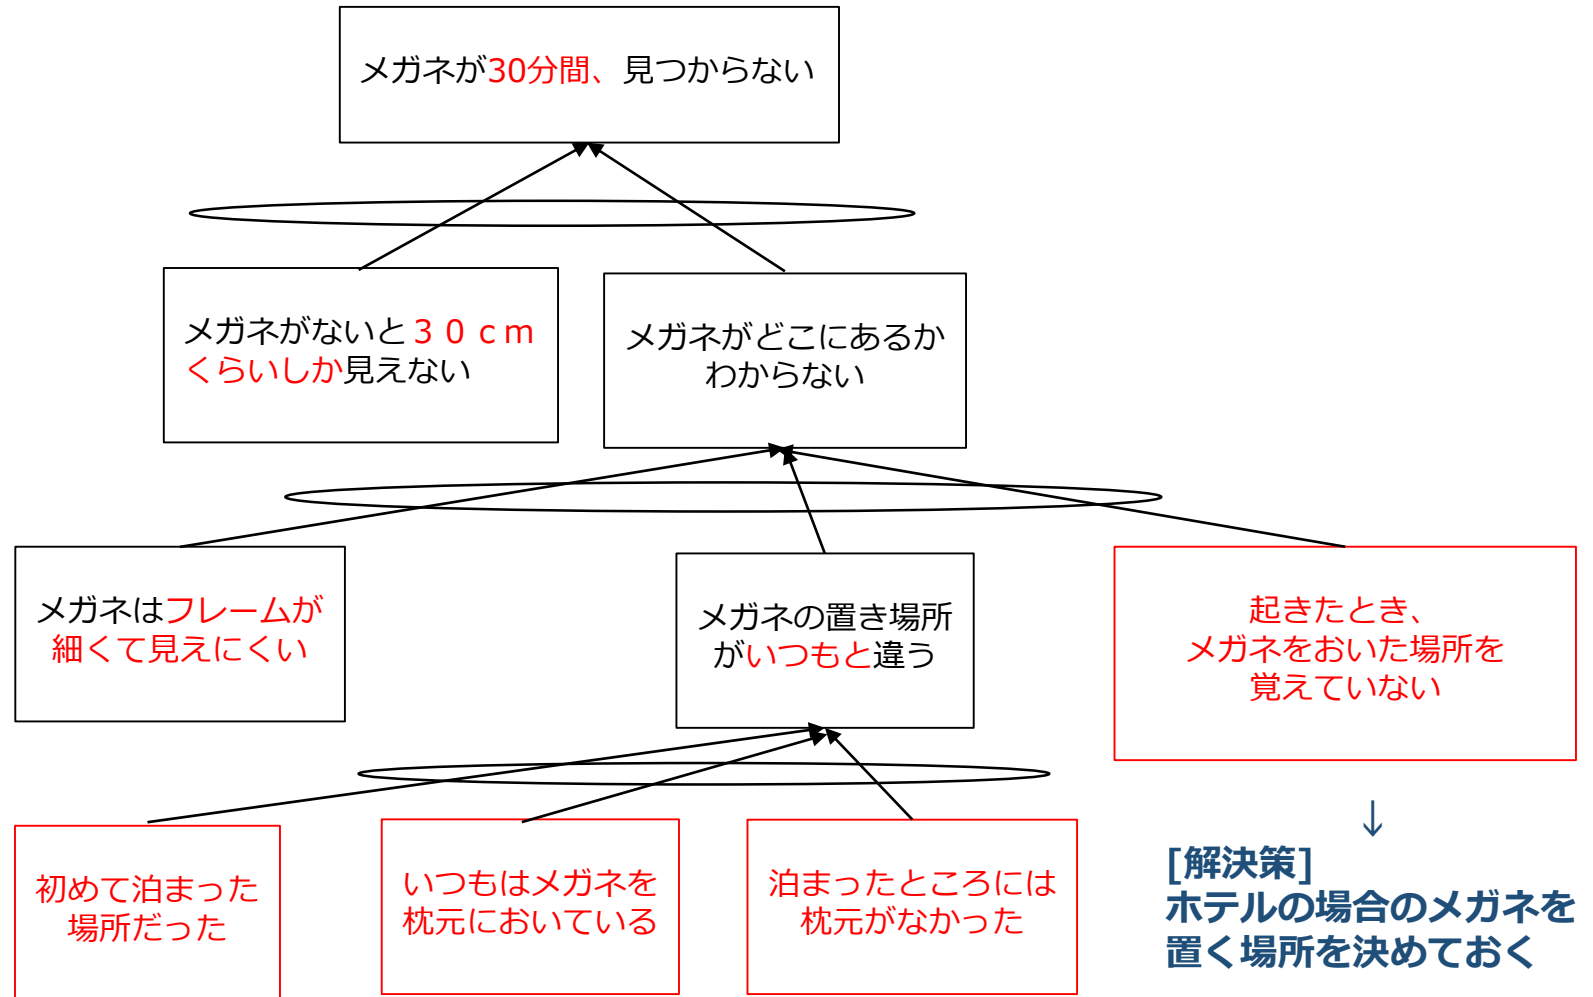 メガネが30分間、見つからない
メガネがないと３０ｃｍ
くらいしか見えない
メガネがどこにあるか
わからない
メガネはフレームが
細くて見えにくい
メガネの置き場所
がいつもと違う
起きたとき、
メガネをおいた場所を
覚えていない
初めて泊まった
場所だった
いつもはメガネを
枕元においている
泊まったところには
枕元がなかった
↓
[解決策]
ホテルの場合のメガネを
置く場所を決めておく